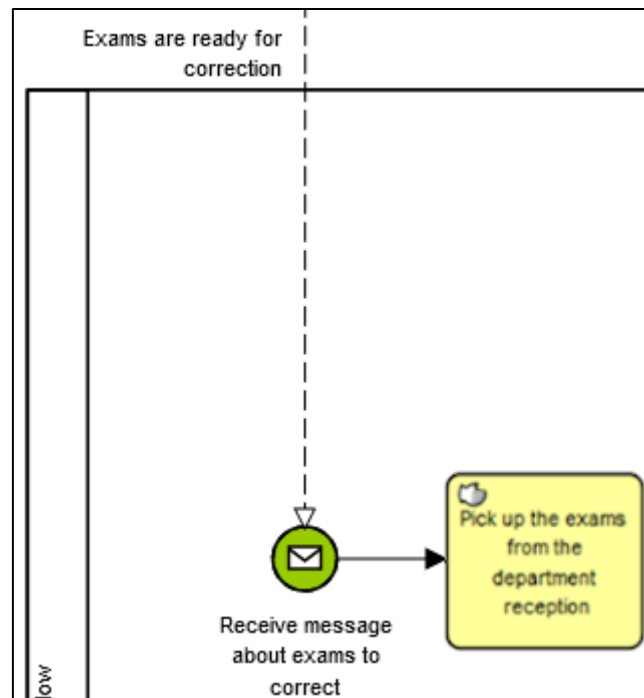 Exams are ready for
correction
Pick up the exams
from the
department
reception
Receive message
about exams to
correct